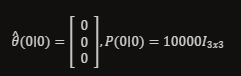 θ̂(0|0) = [0 0 0], P(0|0) = 10000I₃ₓ₃